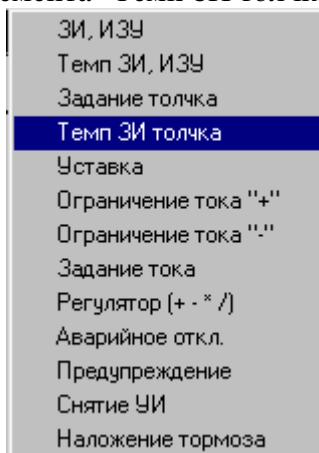 ЗИ, ИЗУ
Темп ЗИ, ИЗУ
Задание толчка
Темп ЗИ толчка
Уставка
Ограничение тока "+"
Ограничение тока "-"
Задание тока
Регулятор (+ - * /)
Аварийное откл.
Предупреждение
Снятие УИ
Наложение тормоза